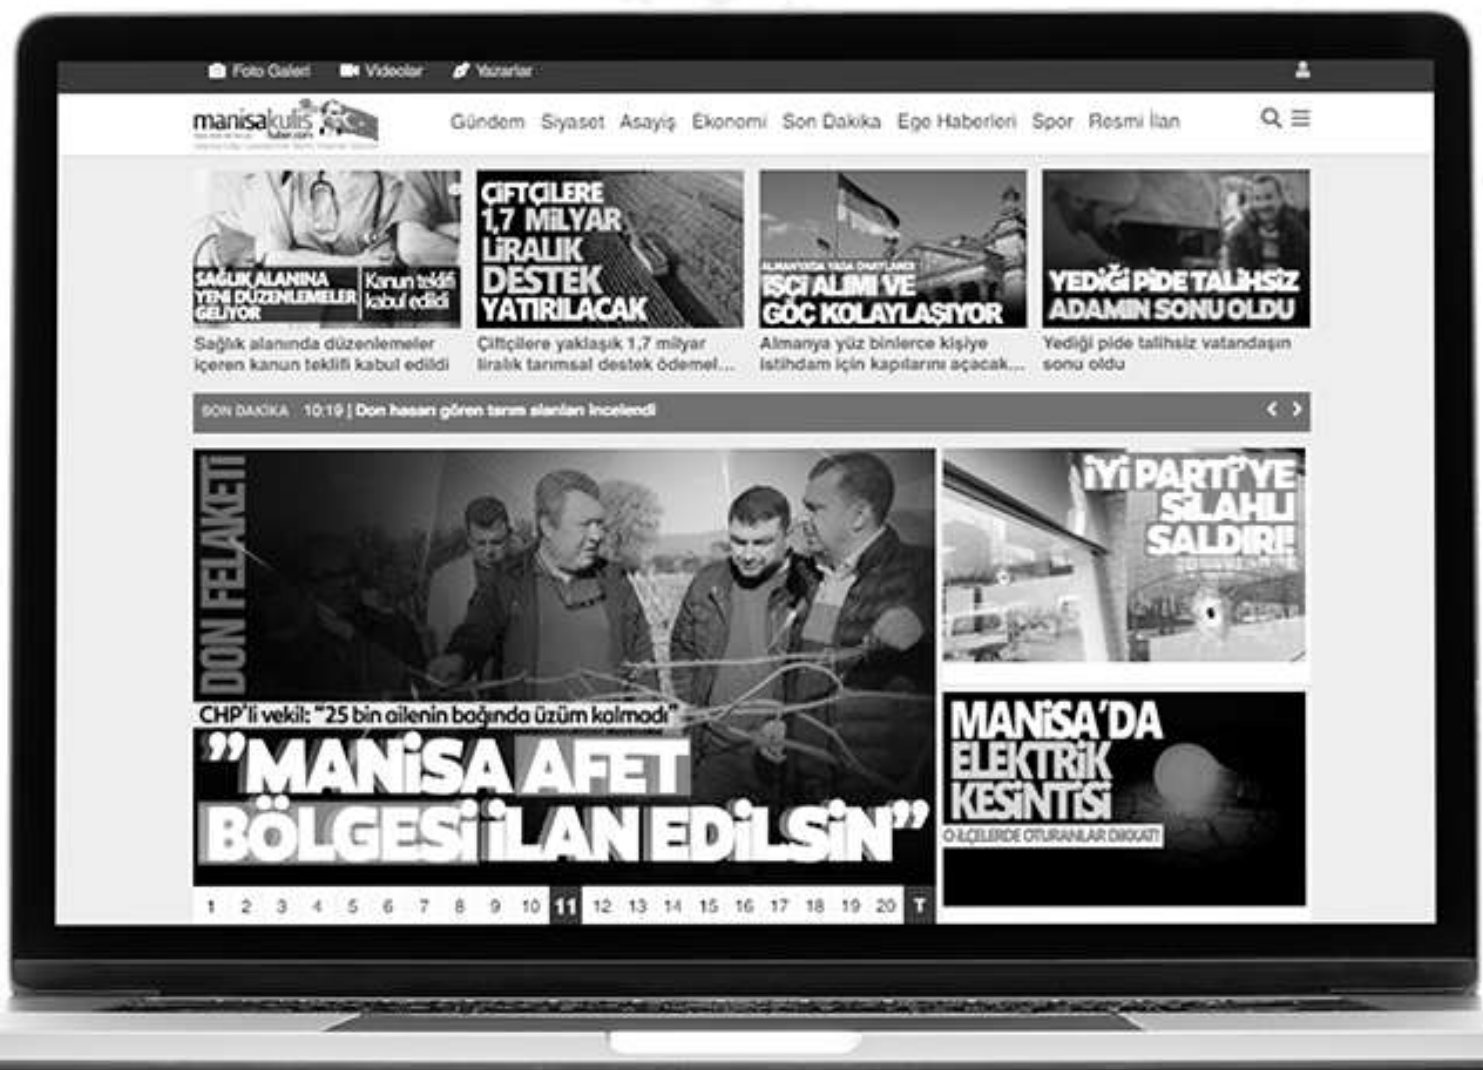 Foto Galeri Videolar Yazarlar
manisakulis
haber.com
Gündem Siyaset Asayiş Ekonomi Son Dakika Ege Haberleri Spor Resmi İlan
SAĞLIK ALANINA
YENİ DÜZENLEMELER
GELİYOR
Kanun teklifi
kabul edildi
Sağlık alanında düzenlemeler
içeren kanun teklifi kabul edildi
ÇİFTÇİLERE
1,7 MİLYAR
LİRALIK
DESTEK
YATIRILACAK
Çiftçilere yaklaşık 1,7 milyar
liralık tarımsal destek ödemel...
ALMANYA'DA YASA ONAYLANDI
İŞÇİ ALIMI VE
GÖÇ KOLAYLAŞIYOR
Almanya yüz binlerce kişiye
istihdam için kapılarını açacak...
YEDİĞİ PİDE TALİHSİZ
ADAMIN SONU OLDU
Yediği pide talihsiz vatandaşın
sonu oldu
SON DAKİKA 10:19 | Don hasarı gören tarım alanları incelendi
DON FELAKETİ
CHP'li vekil: "25 bin ailenin bağında üzüm kalmadı"
"MANİSA AFET
BÖLGESİ İLAN EDİLSİN"
1 2 3 4 5 6 7 8 9 10 11 12 13 14 15 16 17 18 19 20 T
İYİ PARTİ'YE
SİLAHLI
SALDIRI!
MANİSA'DA
ELEKTRİK
KESİNTİSİ
O İLÇELERDE OTURANLAR DİKKAT!